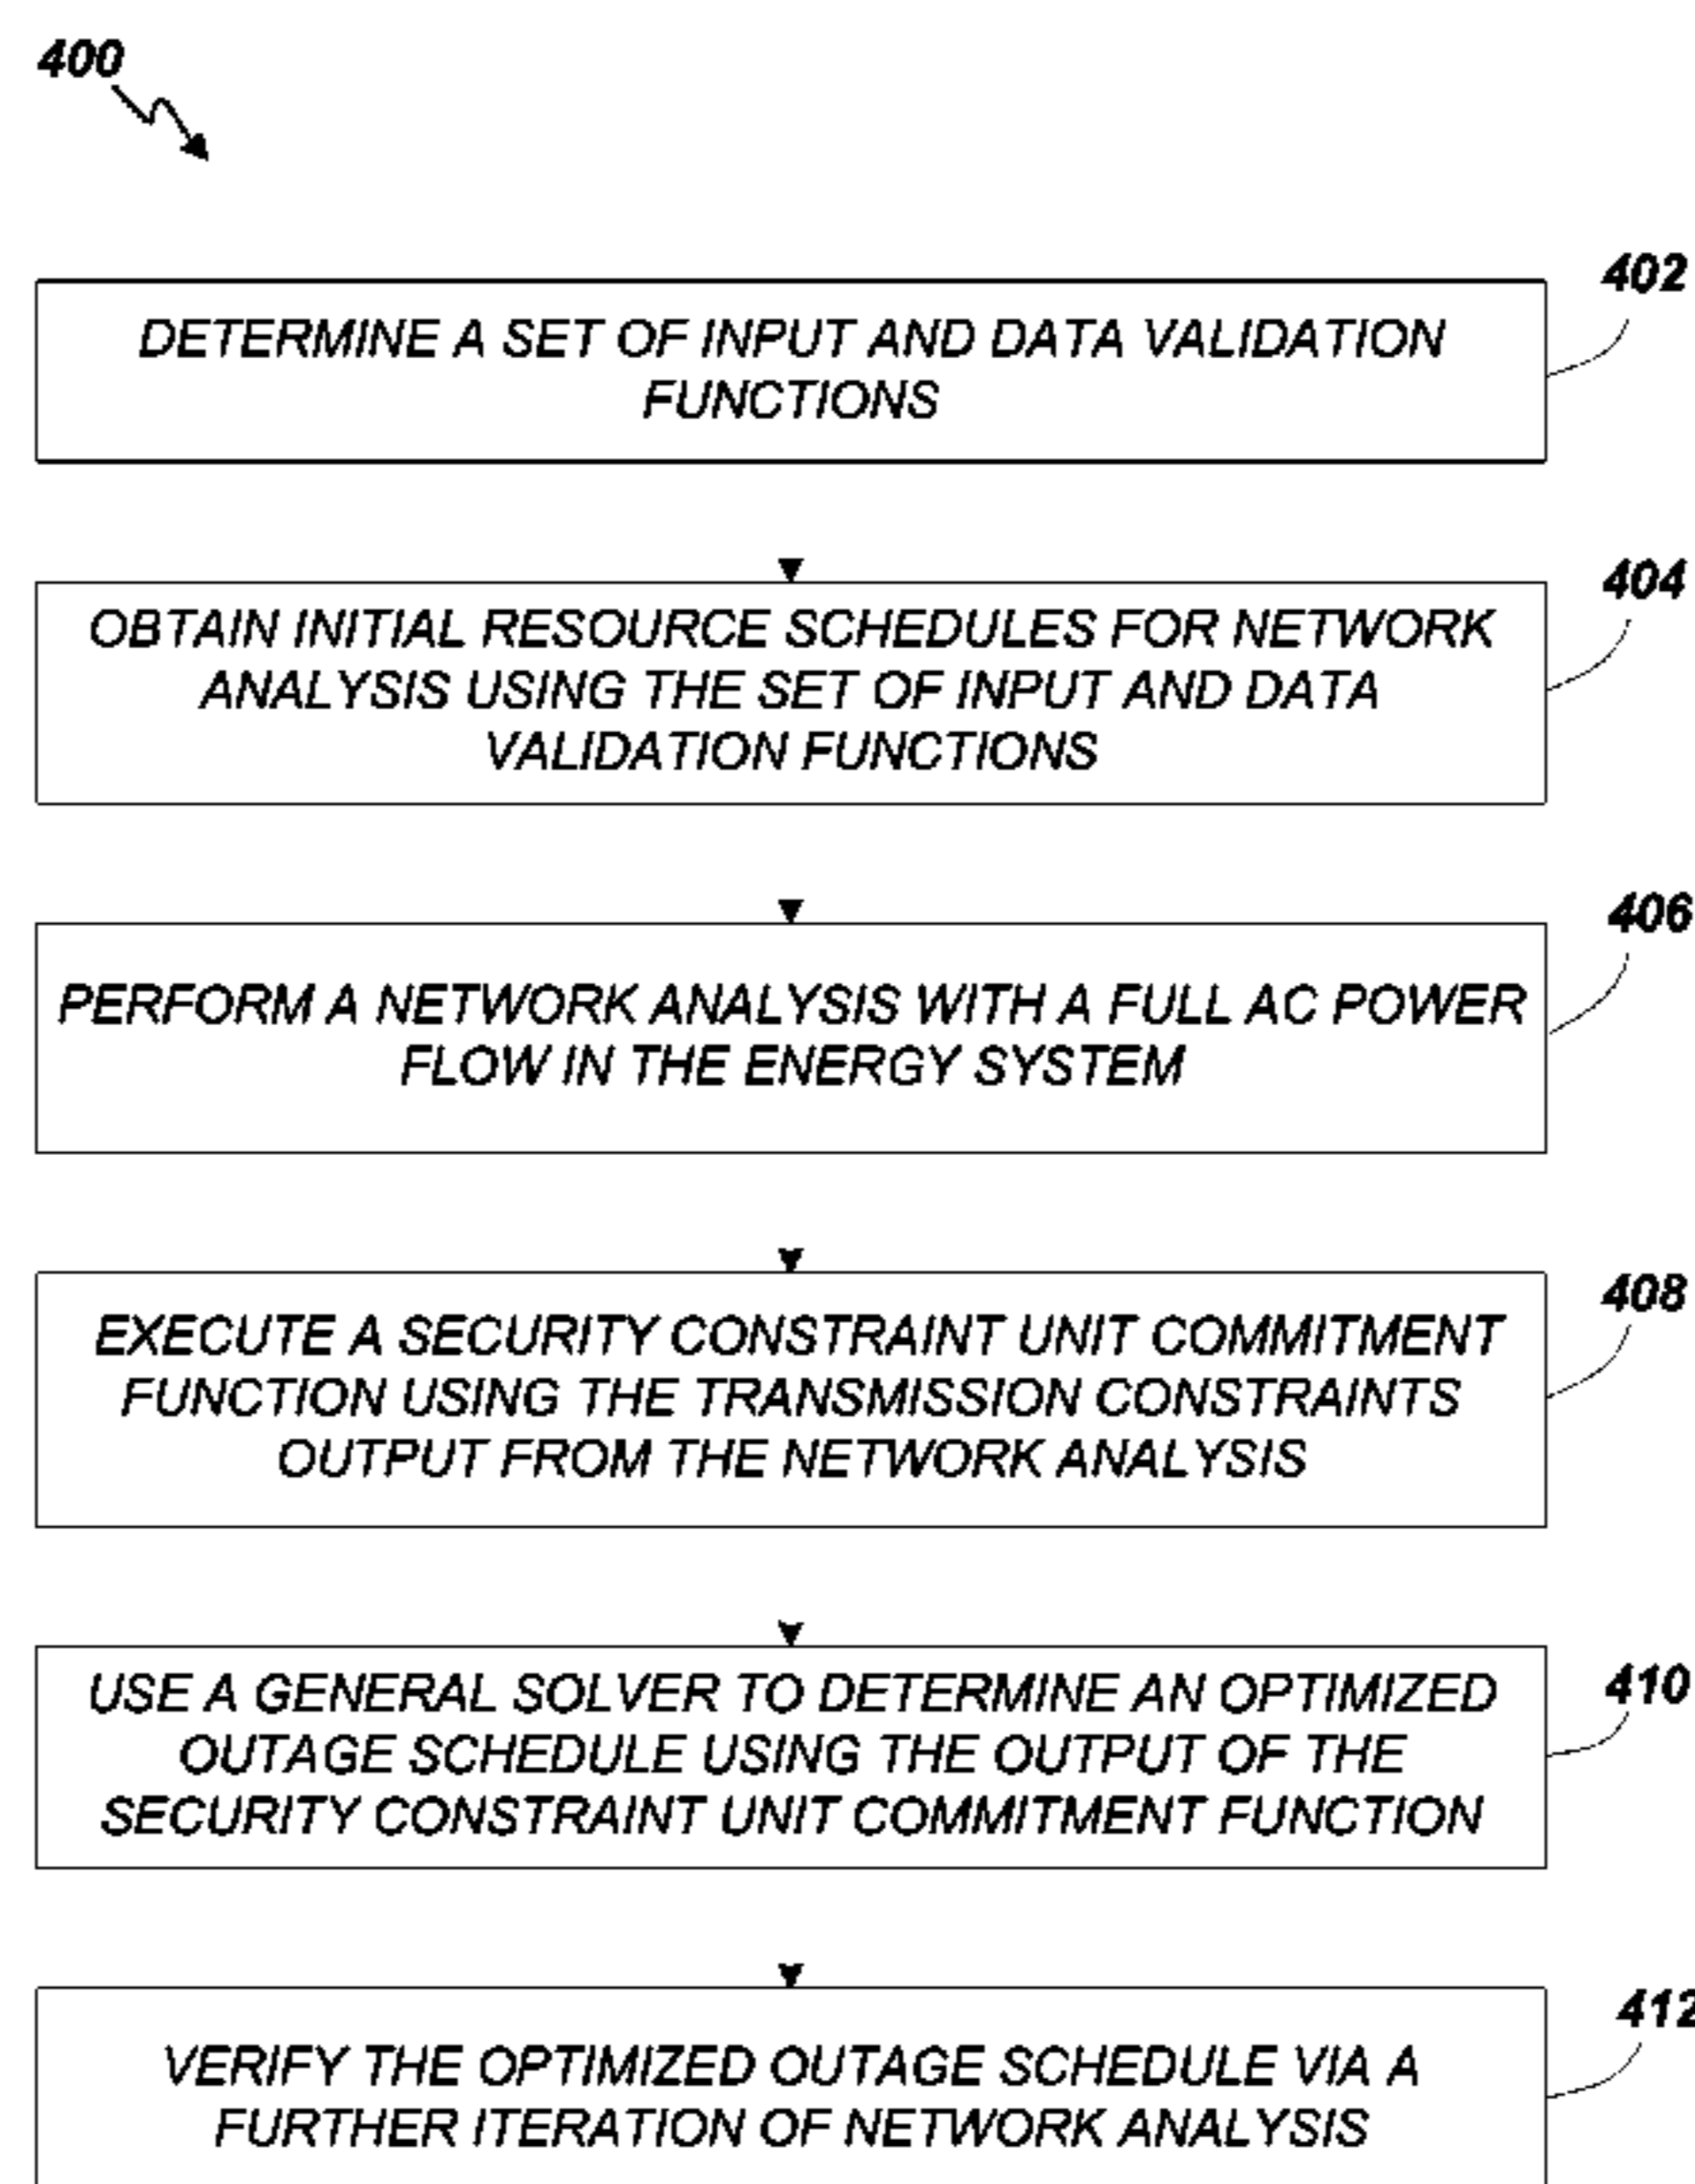 400
402
DETERMINE A SET OF INPUT AND DATA VALIDATION
FUNCTIONS
404
OBTAIN INITIAL RESOURCE SCHEDULES FOR NETWORK
ANALYSIS USING THE SET OF INPUT AND DATA
VALIDATION FUNCTIONS
406
PERFORM A NETWORK ANALYSIS WITH A FULL AC POWER
FLOW IN THE ENERGY SYSTEM
408
EXECUTE A SECURITY CONSTRAINT UNIT COMMITMENT
FUNCTION USING THE TRANSMISSION CONSTRAINTS
OUTPUT FROM THE NETWORK ANALYSIS
410
USE A GENERAL SOLVER TO DETERMINE AN OPTIMIZED
OUTAGE SCHEDULE USING THE OUTPUT OF THE
SECURITY CONSTRAINT UNIT COMMITMENT FUNCTION
412
VERIFY THE OPTIMIZED OUTAGE SCHEDULE VIA A
FURTHER ITERATION OF NETWORK ANALYSIS